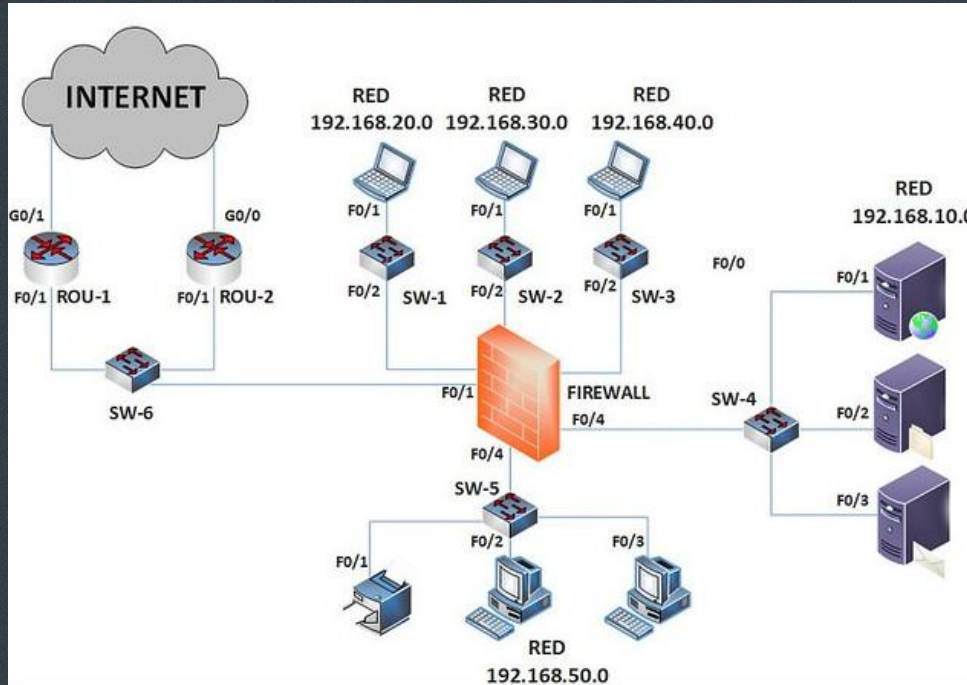 INTERNET
RED
192.168.20.0
RED
192.168.30.0
RED
192.168.40.0
RED
192.168.10.0
G0/1
G0/0
F0/1
F0/1
F0/1
F0/0
F0/1
F0/1
ROU-1
F0/1
ROU-2
F0/2
SW-1
F0/2
SW-2
F0/2
SW-3
SW-6
F0/1
FIREWALL
F0/4
SW-4
F0/2
F0/4
SW-5
F0/3
F0/1
F0/2
F0/3
RED
192.168.50.0